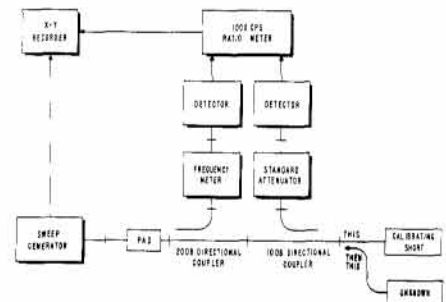 X-Y
RECORDER
1000 CPS
RATIO METER
DETECTOR
DETECTOR
FREQUENCY
METER
STANDARD
ATTENUATOR
SWEEP
GENERATOR
PAD
20DB DIRECTIONAL
COUPLER
10DB DIRECTIONAL
COUPLER
THIS
THEN
THIS
CALIBRATING
SHORT
UNKNOWN